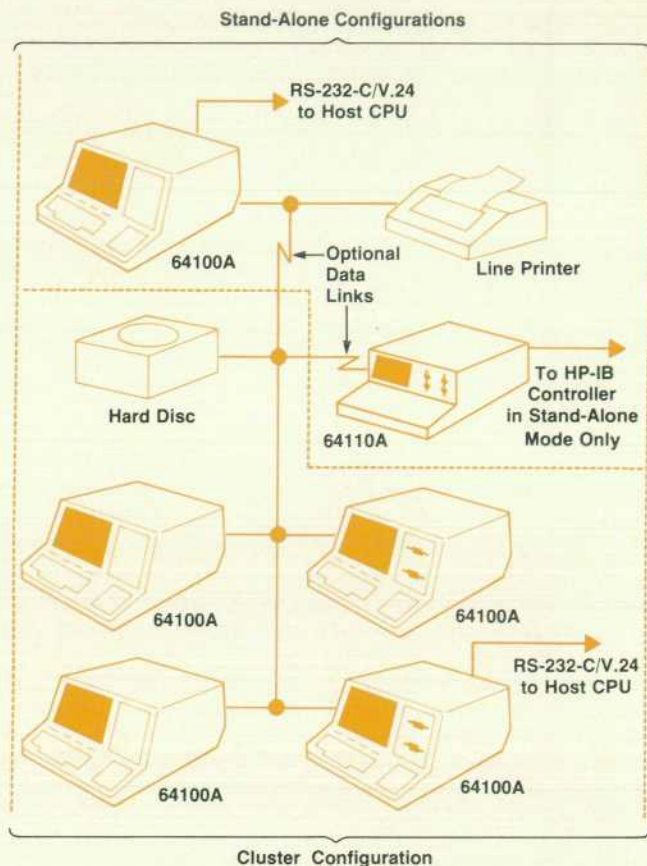 Stand-Alone Configurations
RS-232-C/V.24
to Host CPU
64100A
Line Printer
Optional
Data
Links
Hard Disc
64110A
To HP-IB
Controller
in Stand-Alone
Mode Only
64100A
64100A
RS-232-C/V.24
to Host CPU
64100A
64100A
Cluster Configuration